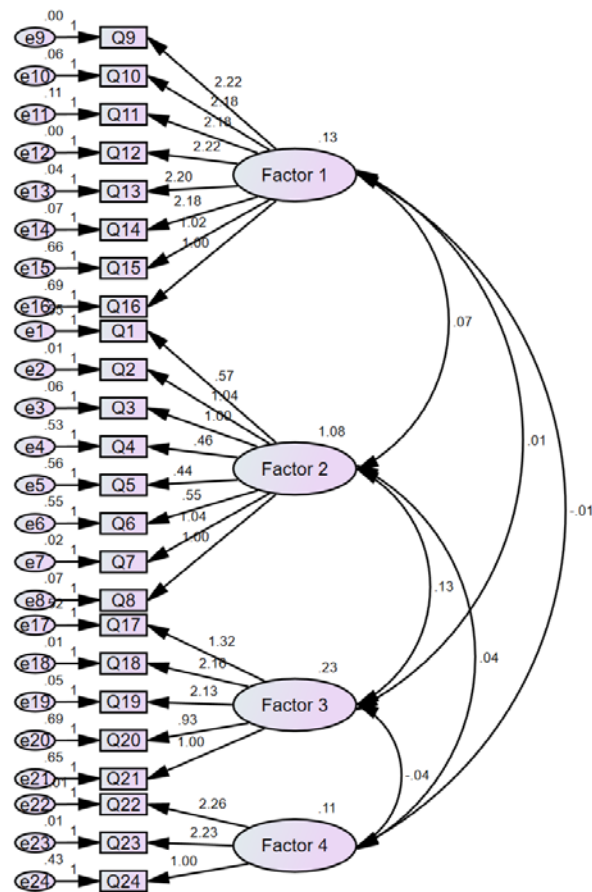 .00
e9 1 Q9
.06
e10 1 Q10
.11
e11 1 Q11
.00
e12 1 Q12
.04
e13 1 Q13
.07
e14 1 Q14
.66
e15 1 Q15
.69
e16 1 Q16
2.22
2.18
2.18
2.22
2.20
2.18
1.02
1.00
.13
Factor 1
e1 1 Q1
.01
e2 1 Q2
.06
e3 1 Q3
.53
e4 1 Q4
.56
e5 1 Q5
.55
e6 1 Q6
.02
e7 1 Q7
.07
e8 1 Q8
.57
1.04
1.00
.46
.44
.55
1.04
1.00
1.08
Factor 2
e17 1 Q17
.01
e18 1 Q18
.05
e19 1 Q19
.69
e20 1 Q20
.65
e21 1 Q21
1.32
2.16
2.13
.93
1.00
.23
Factor 3
e22 1 Q22
.01
e23 1 Q23
.43
e24 1 Q24
2.26
2.23
1.00
.11
Factor 4
.07
.01
-.01
.13
.04
-.04